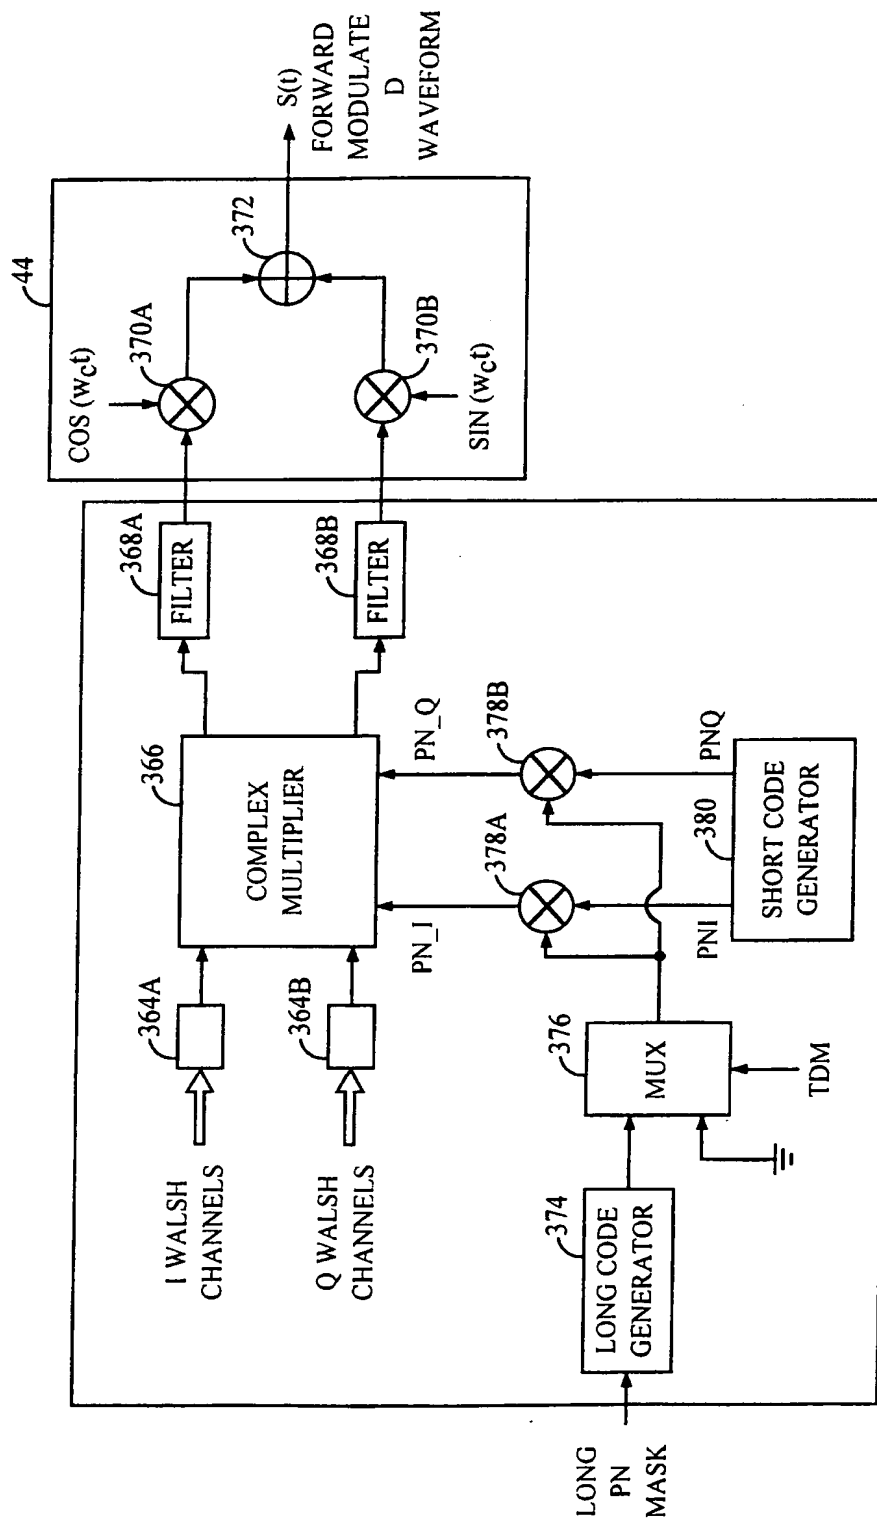 44
COS (wct)
370A
372
S(t)
FORWARD
MODULATE
D
WAVEFORM
370B
SIN (wct)
368A
FILTER
368B
FILTER
366
COMPLEX
MULTIPLIER
364A
364B
I WALSH
CHANNELS
Q WALSH
CHANNELS
PN_I
PN_Q
378A
378B
PNI
PNQ
380
SHORT CODE
GENERATOR
376
MUX
TDM
374
LONG CODE
GENERATOR
LONG
PN
MASK